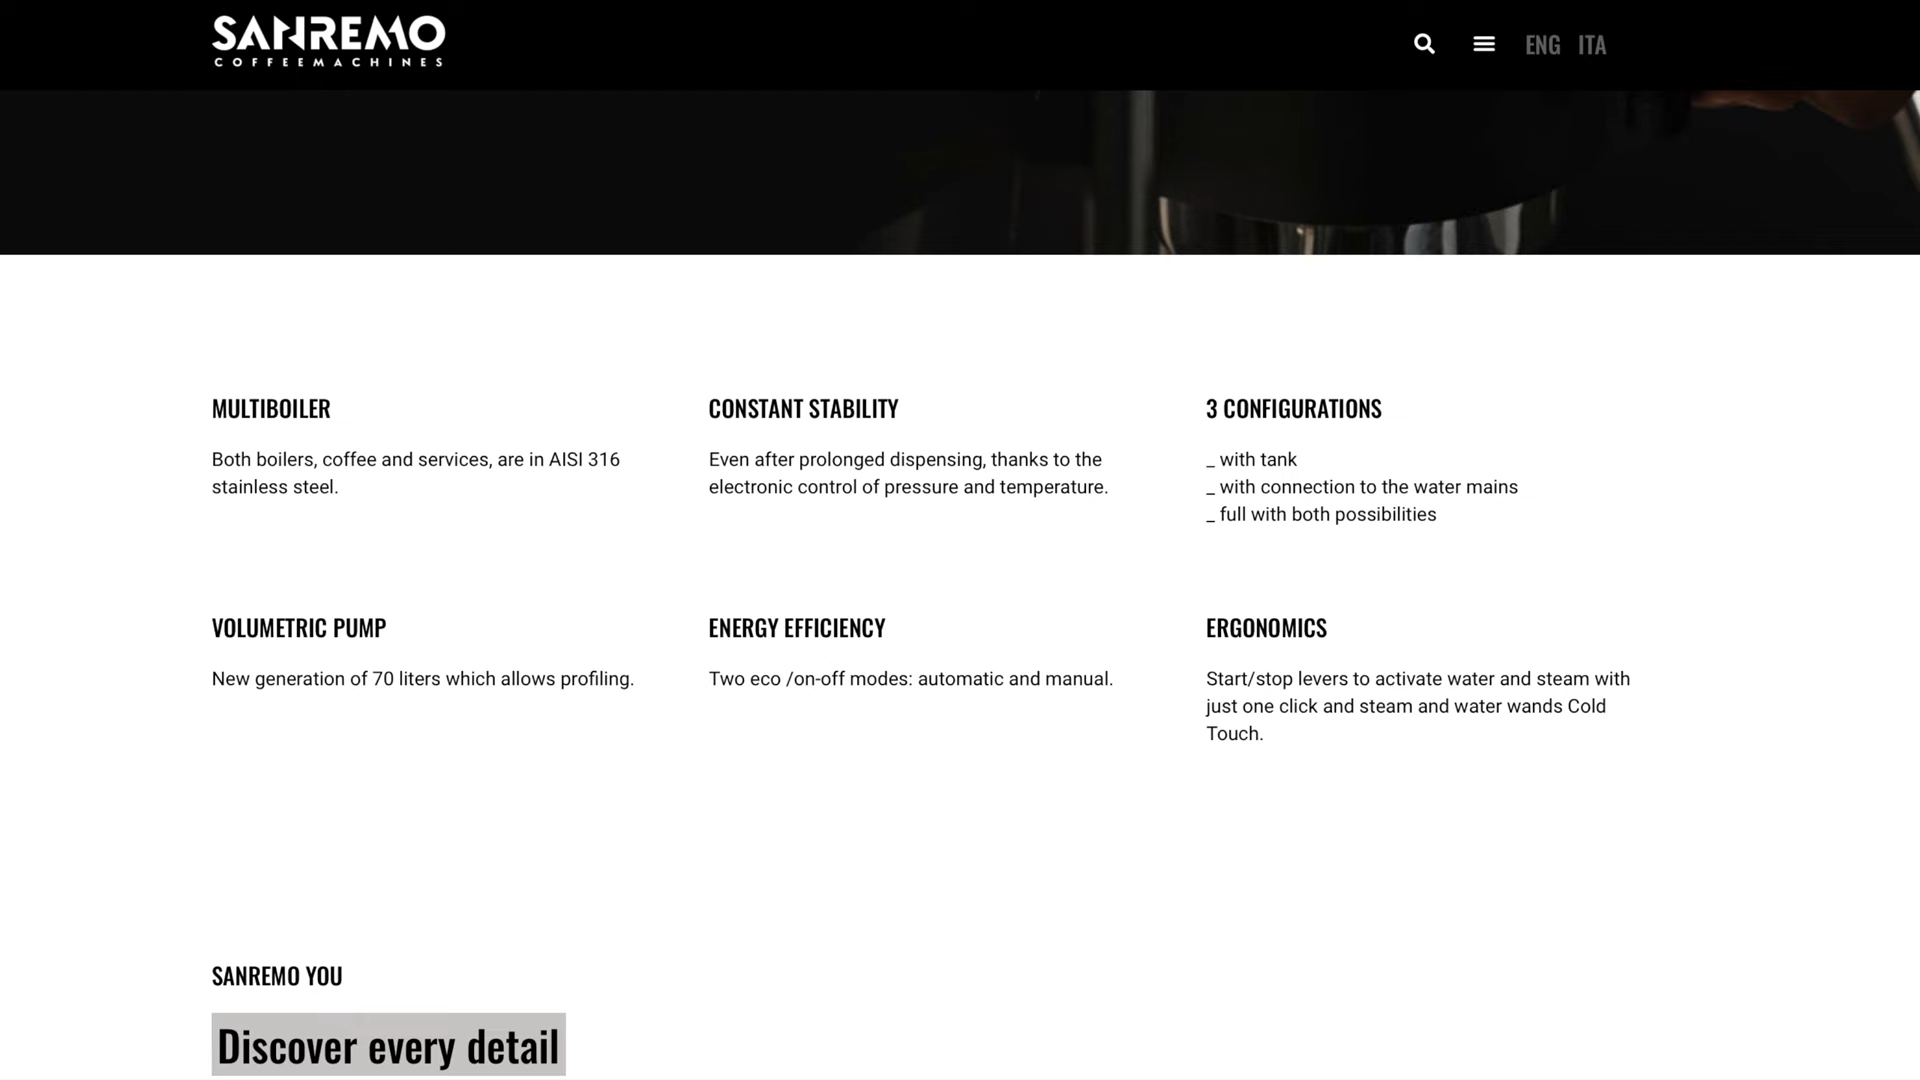 SANREMO
COFFEEMACHINES
ENG ITA
MULTIBOILER
Both boilers, coffee and services, are in AISI 316
stainless steel.
CONSTANT STABILITY
Even after prolonged dispensing, thanks to the
electronic control of pressure and temperature.
3 CONFIGURATIONS
_ with tank
_ with connection to the water mains
_ full with both possibilities
VOLUMETRIC PUMP
New generation of 70 liters which allows profiling.
ENERGY EFFICIENCY
Two eco /on-off modes: automatic and manual.
ERGONOMICS
Start/stop levers to activate water and steam with
just one click and steam and water wands Cold
Touch.
SANREMO YOU
Discover every detail